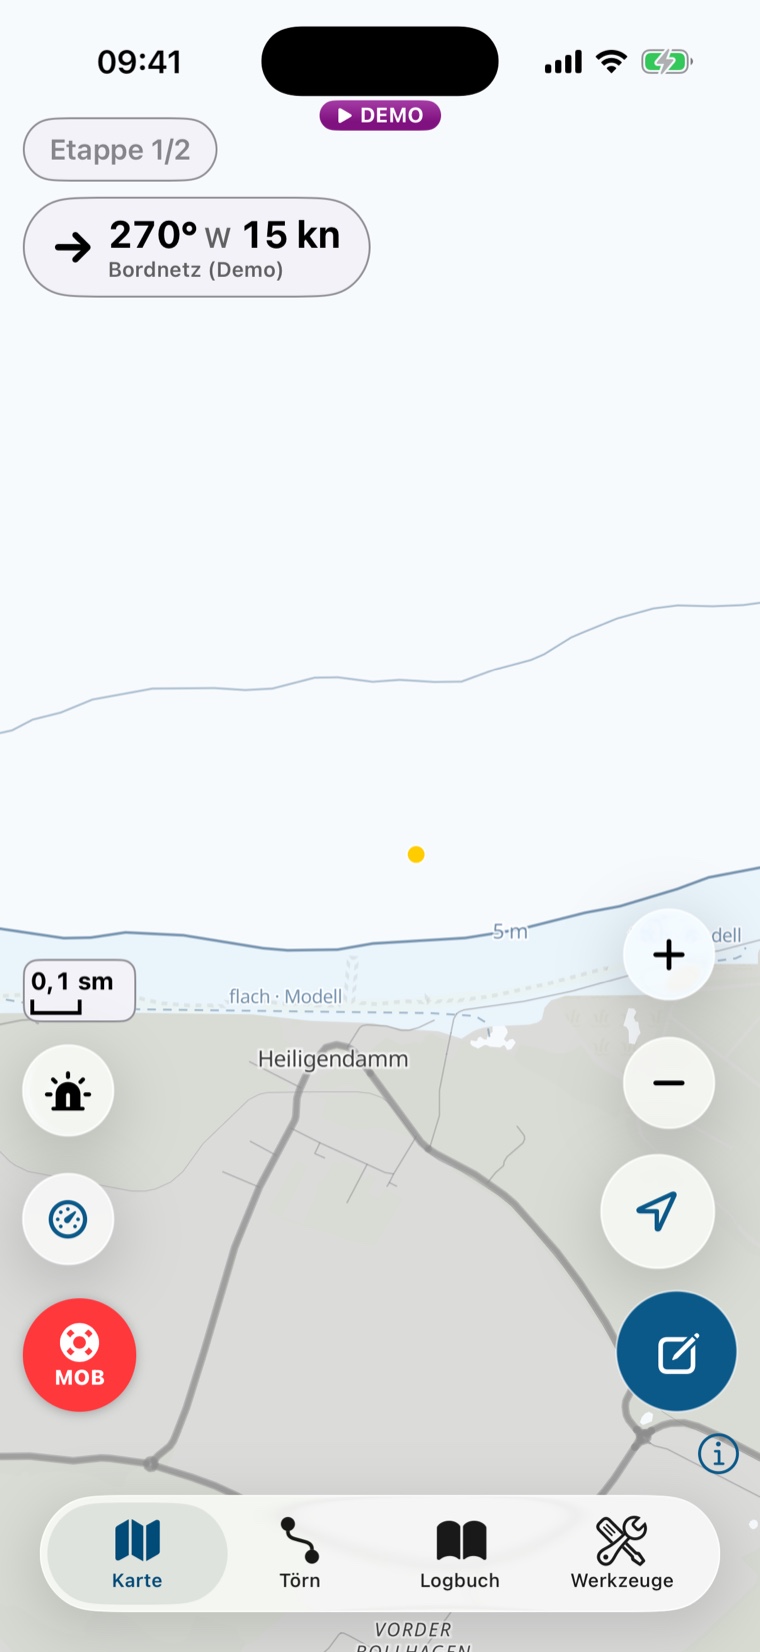 09:41
DEMO
Etappe 1/2
270° W 15 kn
Bordnetz (Demo)
5 m
dell
0,1 sm
flach · Modell
Heiligendamm
MOB
Karte
Törn
Logbuch
Werkzeuge
VORDER
BOLLHAGEN